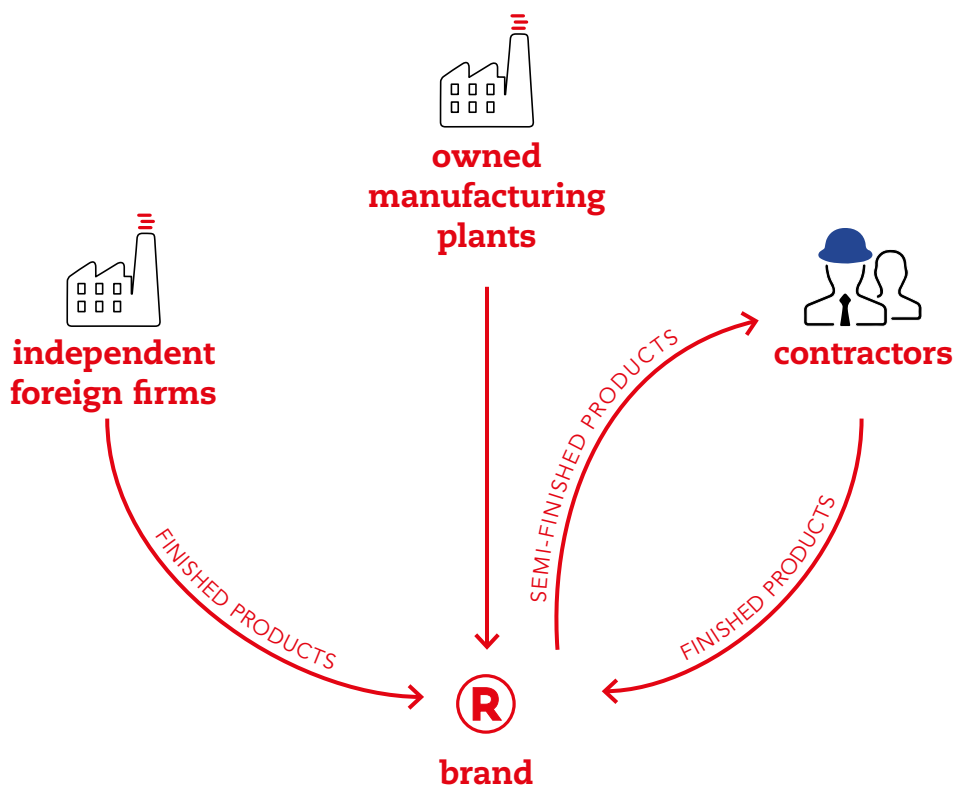 owned
manufacturing
plants
independent
foreign firms
contractors
SEMI-FINISHED PRODUCTS
FINISHED PRODUCTS
FINISHED PRODUCTS
R
brand